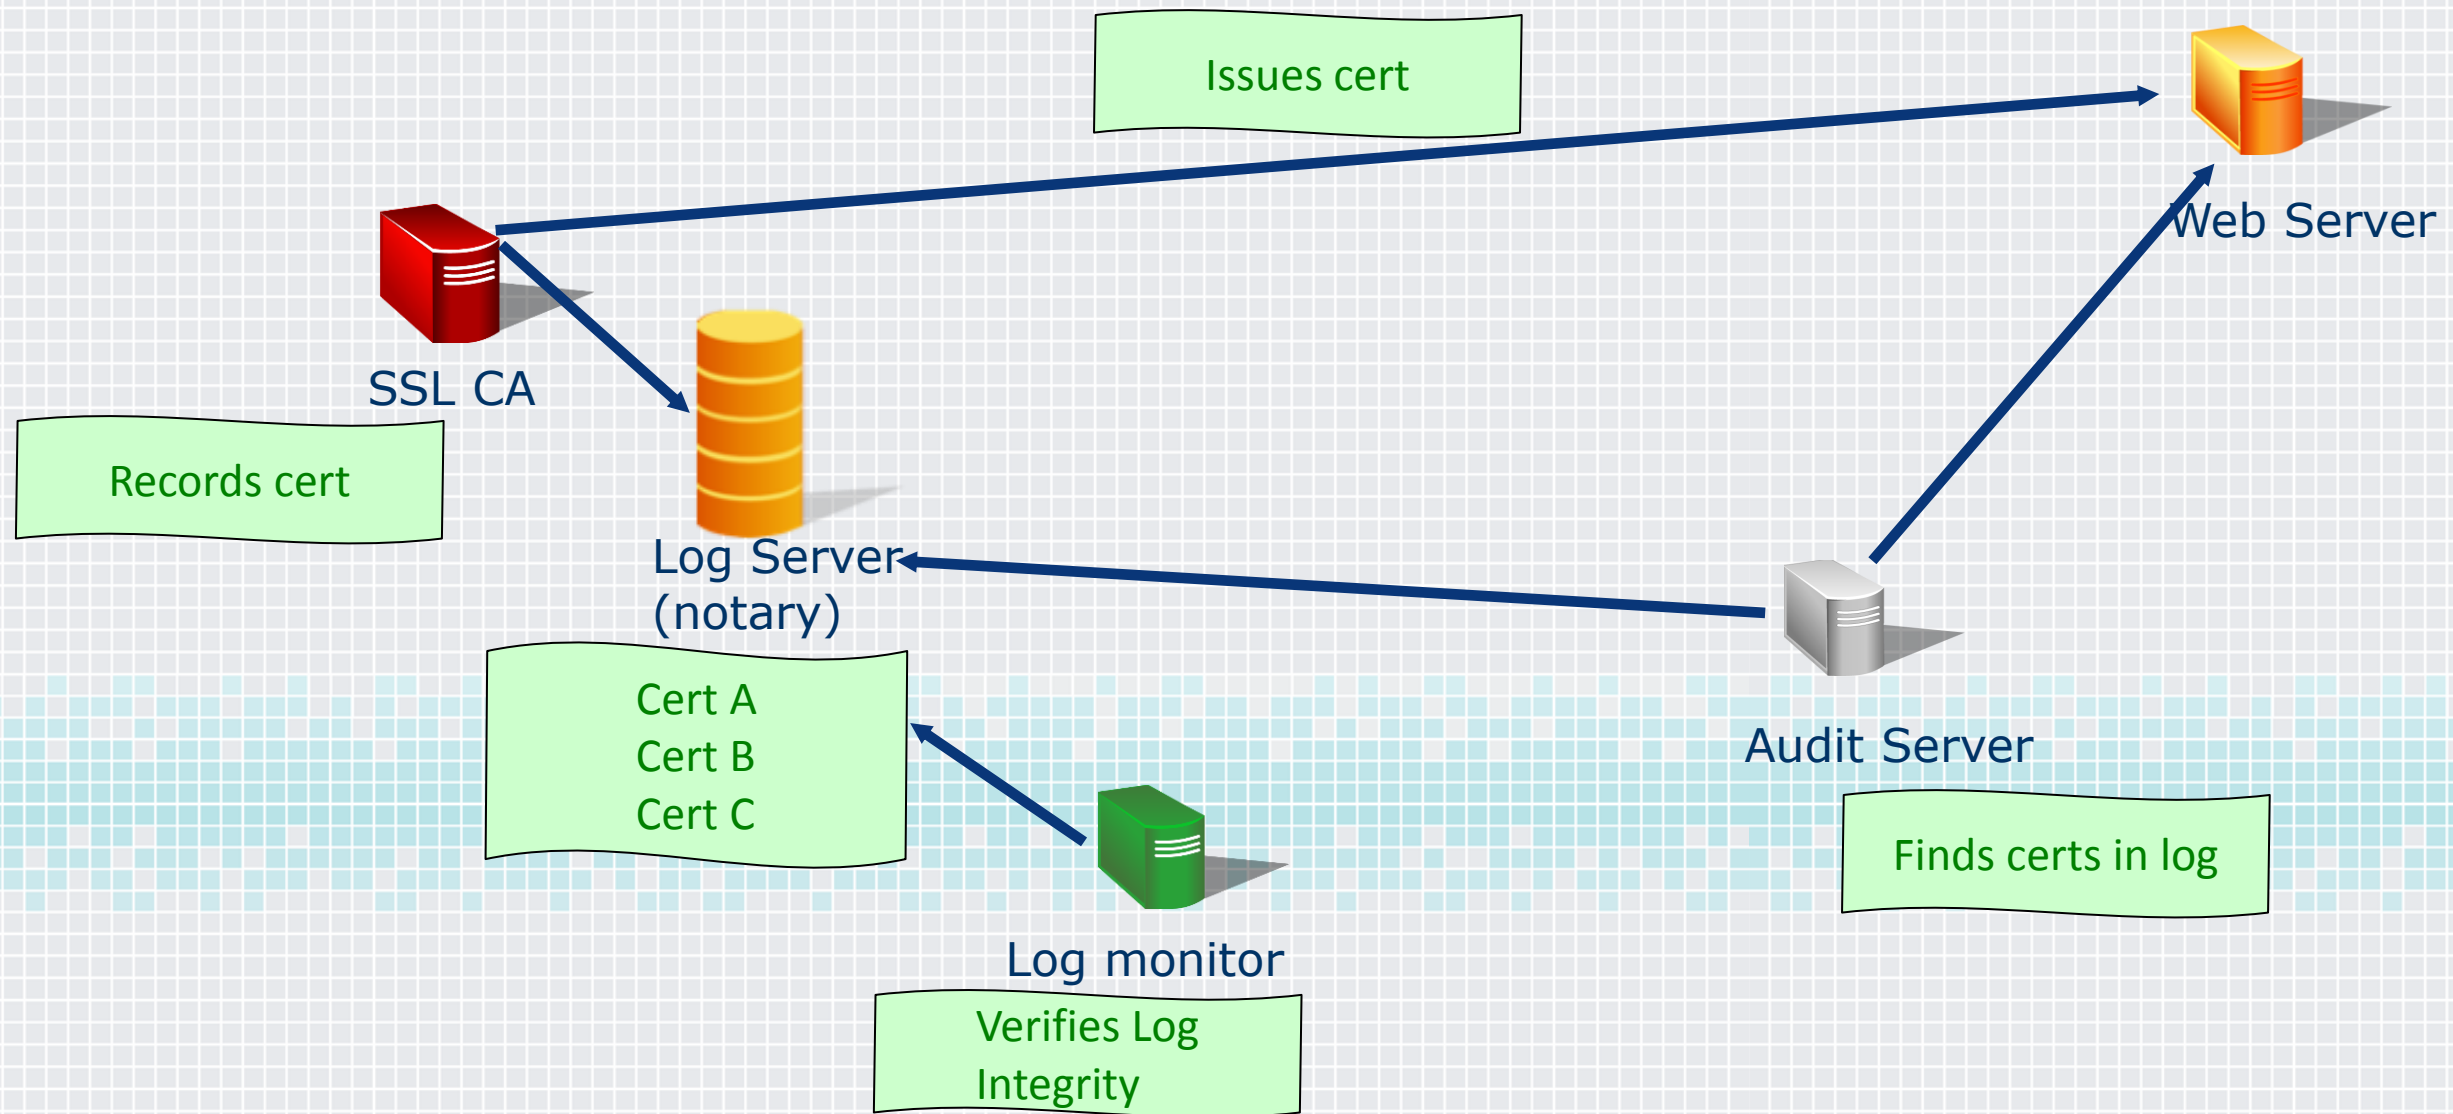 Issues cert
Web Server
SSL CA
Records cert
Log Server
(notary)
Cert A
Cert B
Cert C
Audit Server
Finds certs in log
Log monitor
Verifies Log
Integrity